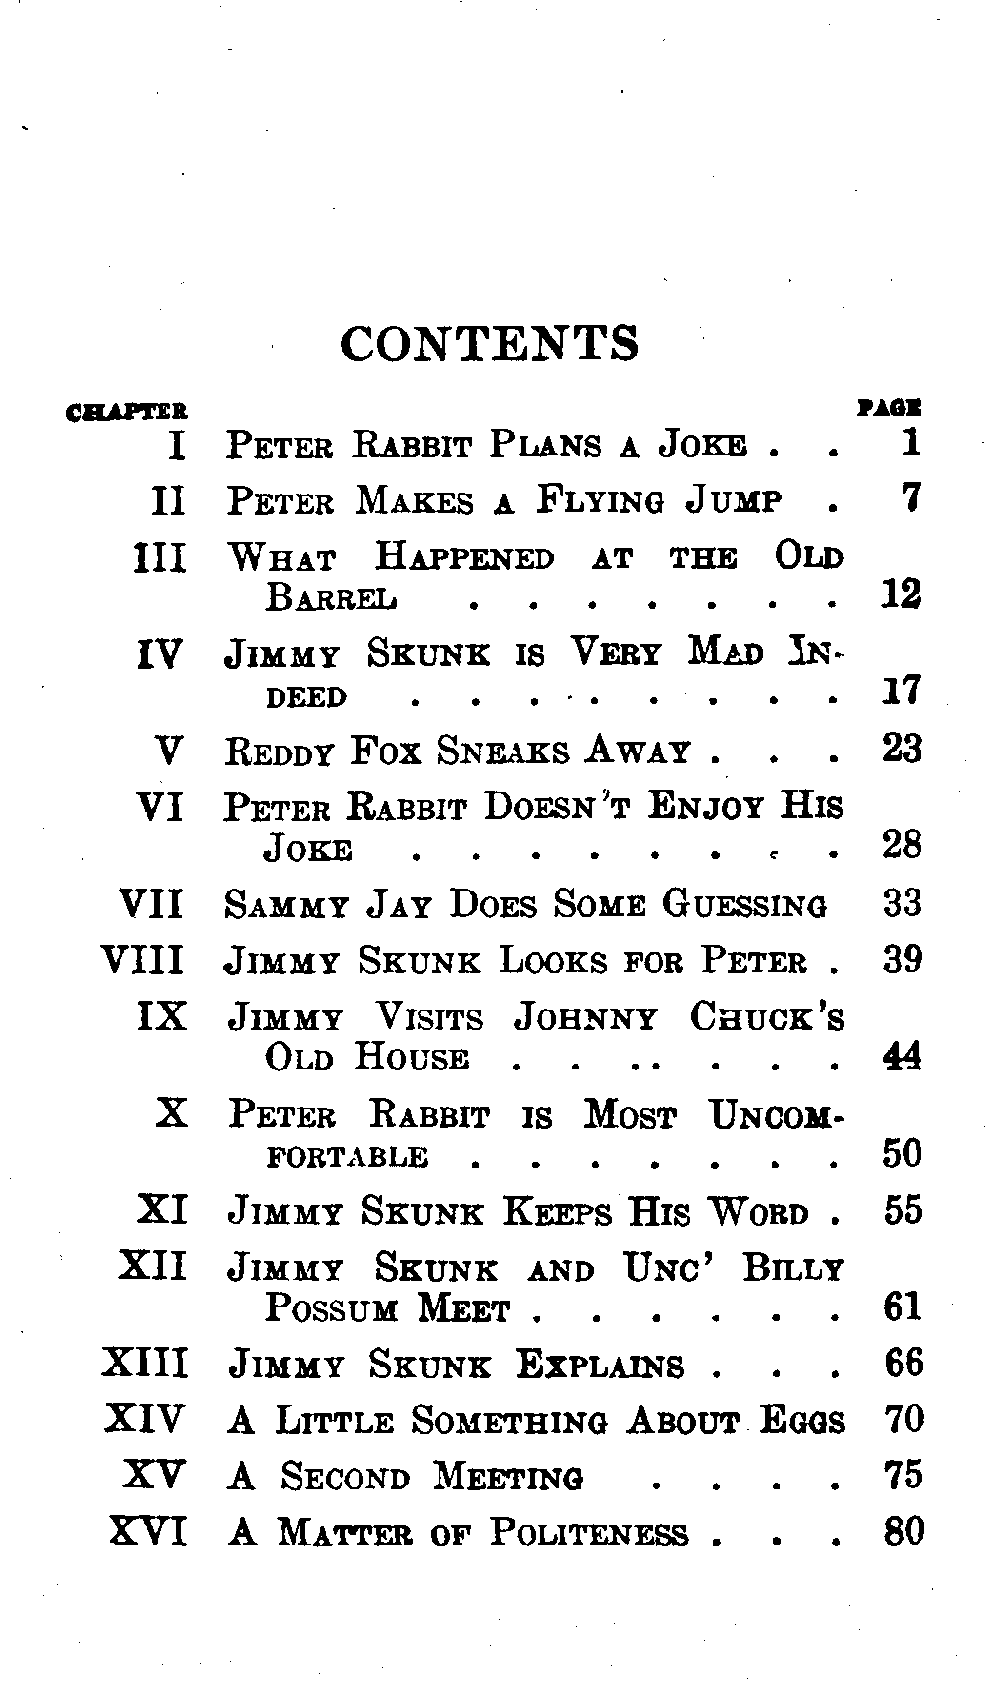 CONTENTS
CHAPTER PAGE
I PETER RABBIT PLANS A JOKE . . 1
II PETER MAKES A FLYING JUMP . 7
III WHAT HAPPENED AT THE OLD
BARREL . . . . . . . 12
IV JIMMY SKUNK IS VERY MAD IN-
DEED . . . . . . . . 17
V REDDY FOX SNEAKS AWAY . . . 23
VI PETER RABBIT DOESN'T ENJOY HIS
JOKE . . . . . . . . 28
VII SAMMY JAY DOES SOME GUESSING 33
VIII JIMMY SKUNK LOOKS FOR PETER . 39
IX JIMMY VISITS JOHNNY CHUCK'S
OLD HOUSE . . . . . . . 44
X PETER RABBIT IS MOST UNCOM-
FORTABLE . . . . . . . 50
XI JIMMY SKUNK KEEPS HIS WORD . 55
XII JIMMY SKUNK AND UNC' BILLY
POSSUM MEET . . . . . . 61
XIII JIMMY SKUNK EXPLAINS . . . 66
XIV A LITTLE SOMETHING ABOUT EGGS 70
XV A SECOND MEETING . . . . 75
XVI A MATTER OF POLITENESS . . . 80